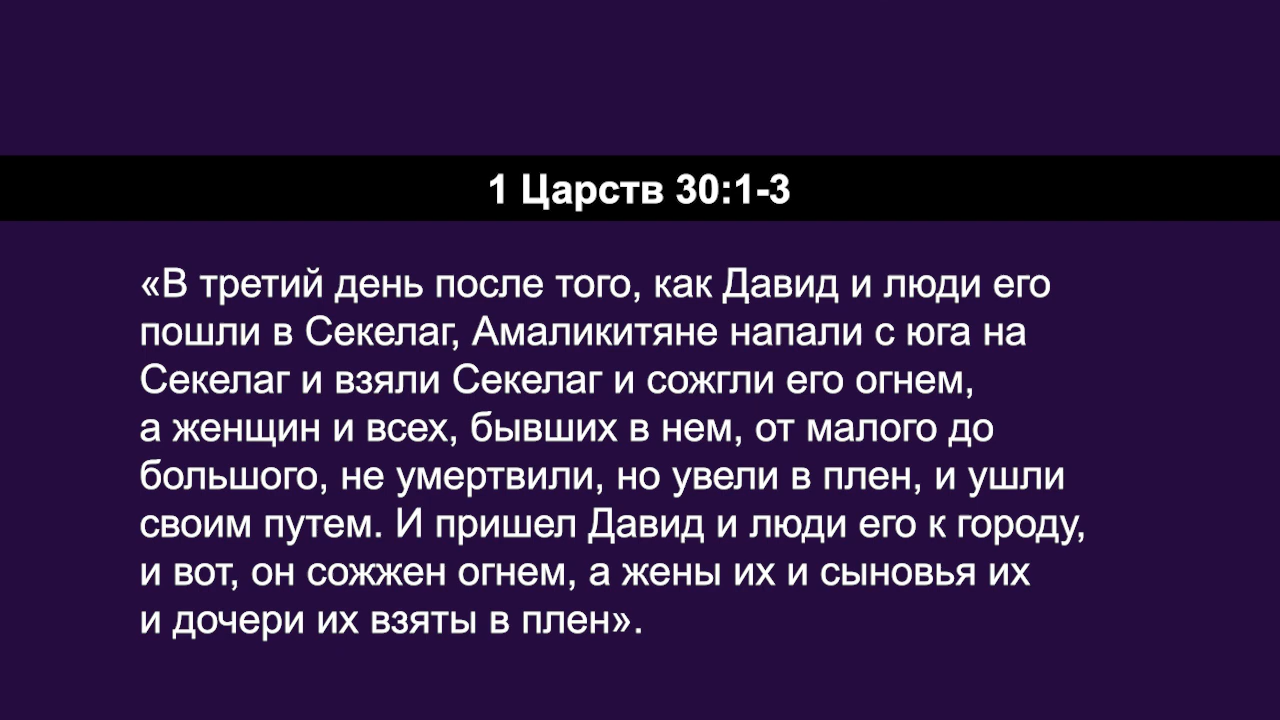 1 Царств 30:1-3
«В третий день после того, как Давид и люди его
пошли в Секелаг, Амаликитяне напали с юга на
Секелаг и взяли Секелаг и сожгли его огнем,
а женщин и всех, бывших в нем, от малого до
большого, не умертвили, но увели в плен, и ушли
своим путем. И пришел Давид и люди его к городу,
и вот, он сожжен огнем, а жены их и сыновья их
и дочери их взяты в плен».